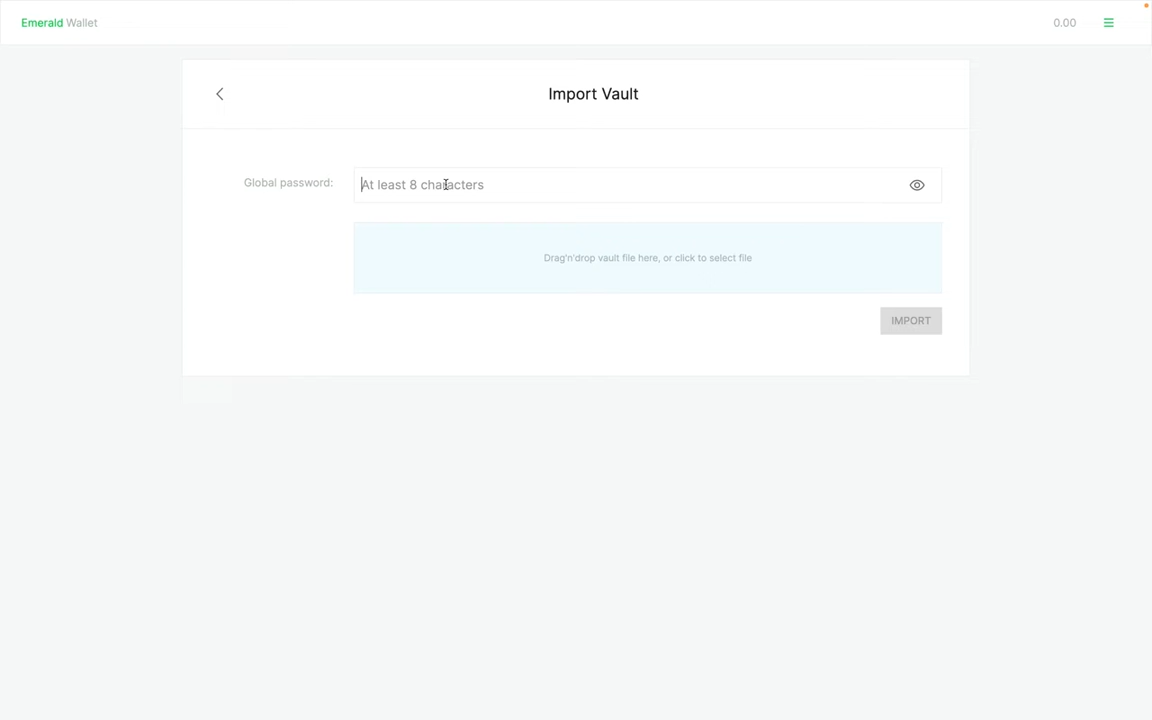 Emerald Wallet
0.00
Import Vault
Global password:
At least 8 characters
Drag'n'drop vault file here, or click to select file
IMPORT